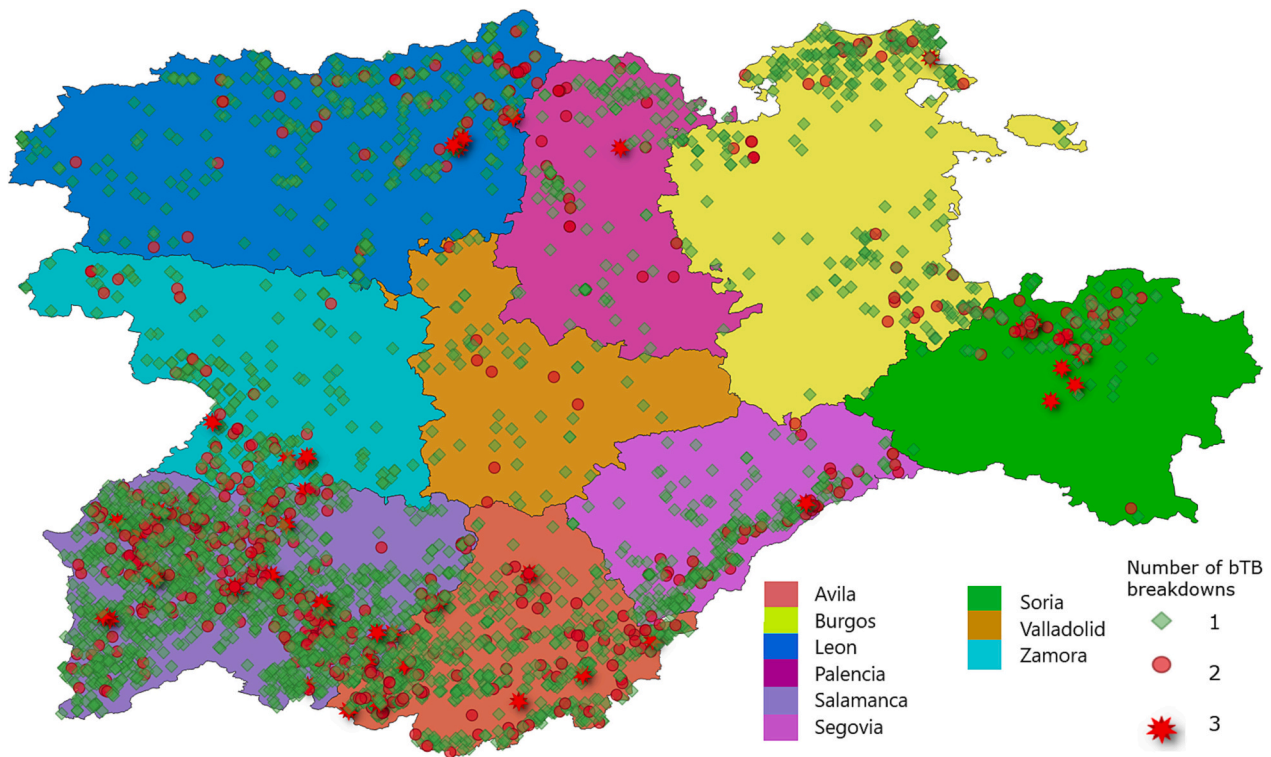 Avila
Burgos
Leon
Palencia
Salamanca
Segovia
Soria
Valladolid
Zamora
Number of bTB
breakdowns
1
2
3